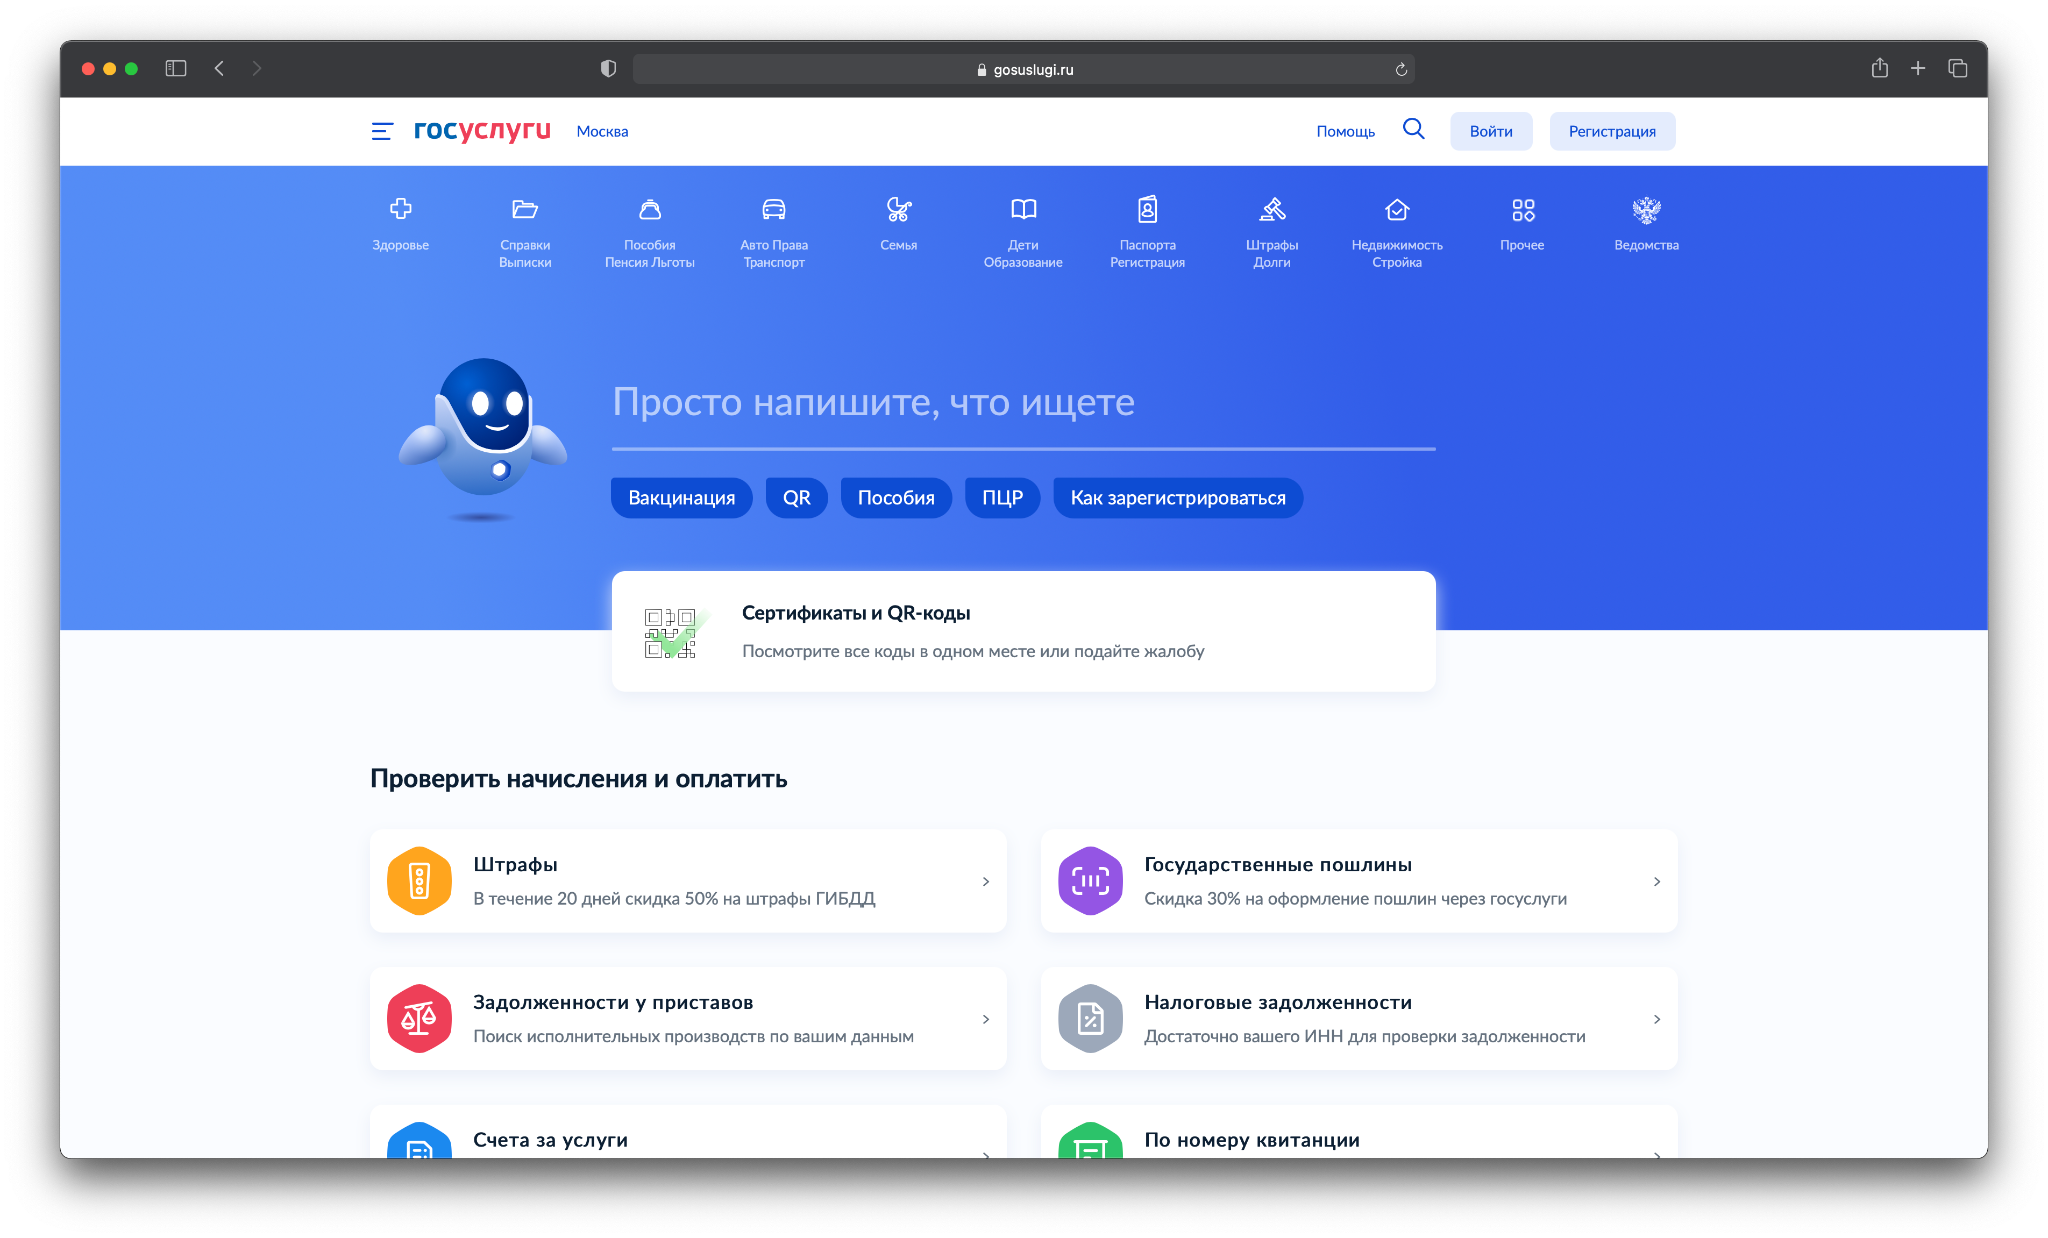 gosuslugi.ru
госуслуги Москва Помощь Войти Регистрация
Здоровье
Справки
Выписки
Пособия
Пенсия Льготы
Авто Права
Транспорт
Семья
Дети
Образование
Паспорта
Регистрация
Штрафы
Долги
Недвижимость
Стройка
Прочее
Ведомства
Просто напишите, что ищете
Вакцинация QR Пособия ПЦР Как зарегистрироваться
Сертификаты и QR-коды
Посмотрите все коды в одном месте или подайте жалобу
Проверить начисления и оплатить
Штрафы
В течение 20 дней скидка 50% на штрафы ГИБДД
Государственные пошлины
Скидка 30% на оформление пошлин через госуслуги
Задолженности у приставов
Поиск исполнительных производств по вашим данным
Налоговые задолженности
Достаточно вашего ИНН для проверки задолженности
Счета за услуги
По номеру квитанции